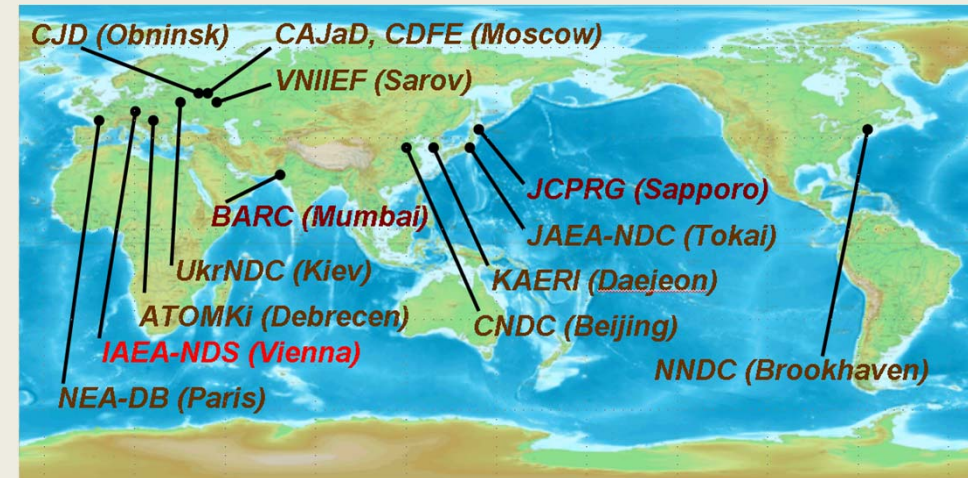 CJD (Obninsk)
CAJaD, CDFE (Moscow)
VNIIEF (Sarov)
JCPRG (Sapporo)
BARC (Mumbai)
JAEA-NDC (Tokai)
UkrNDC (Kiev)
KAERI (Daejeon)
ATOMKi (Debrecen)
CNDC (Beijing)
IAEA-NDS (Vienna)
NNDC (Brookhaven)
NEA-DB (Paris)